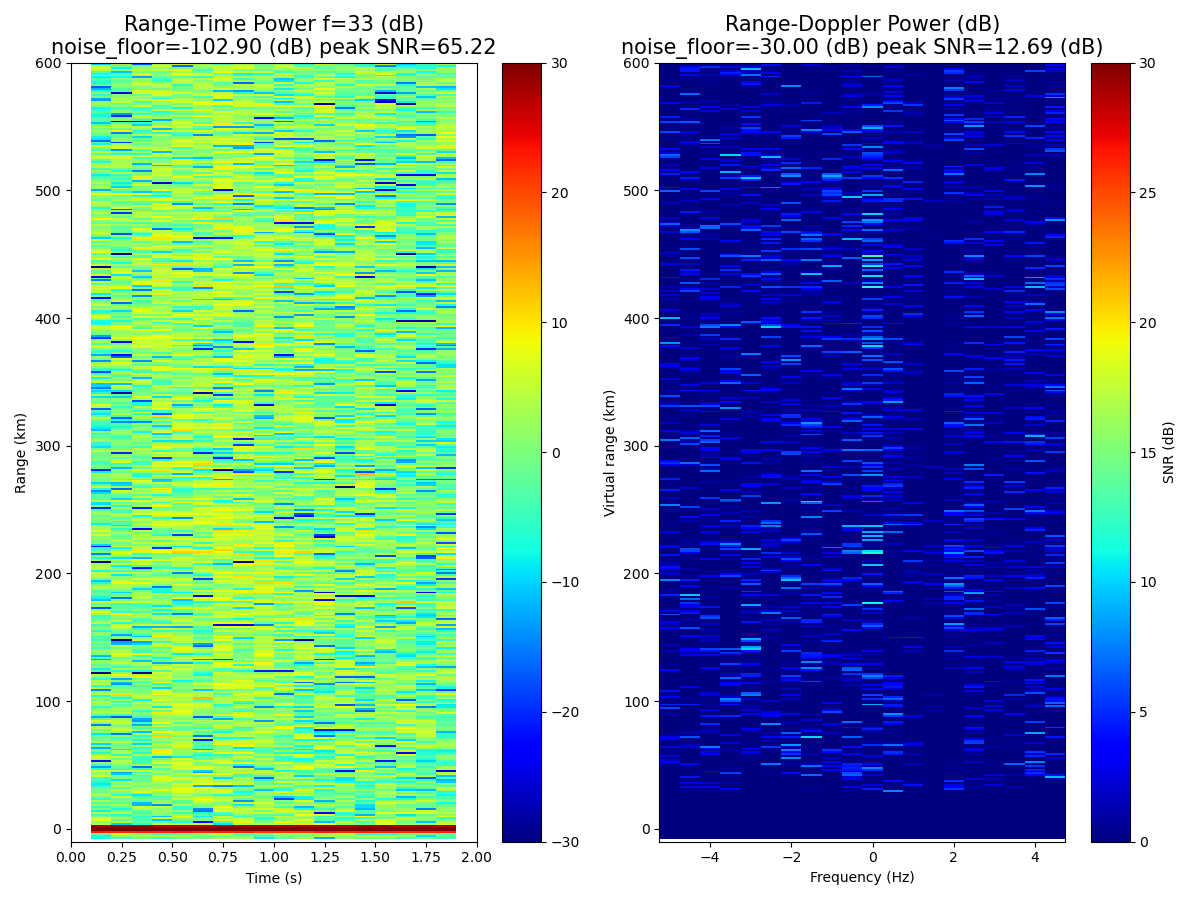 Range-Time Power f=33 (dB)
noise_floor=-102.90 (dB) peak SNR=65.22
Range-Doppler Power (dB)
noise_floor=-30.00 (dB) peak SNR=12.69 (dB)
600
500
400
300
200
100
0
Range (km)
0.00 0.25 0.50 0.75 1.00 1.25 1.50 1.75 2.00
Time (s)
30
20
10
0
−10
−20
−30
600
500
400
300
200
100
0
Virtual range (km)
−4 −2 0 2 4
Frequency (Hz)
30
25
20
15
10
5
0
SNR (dB)